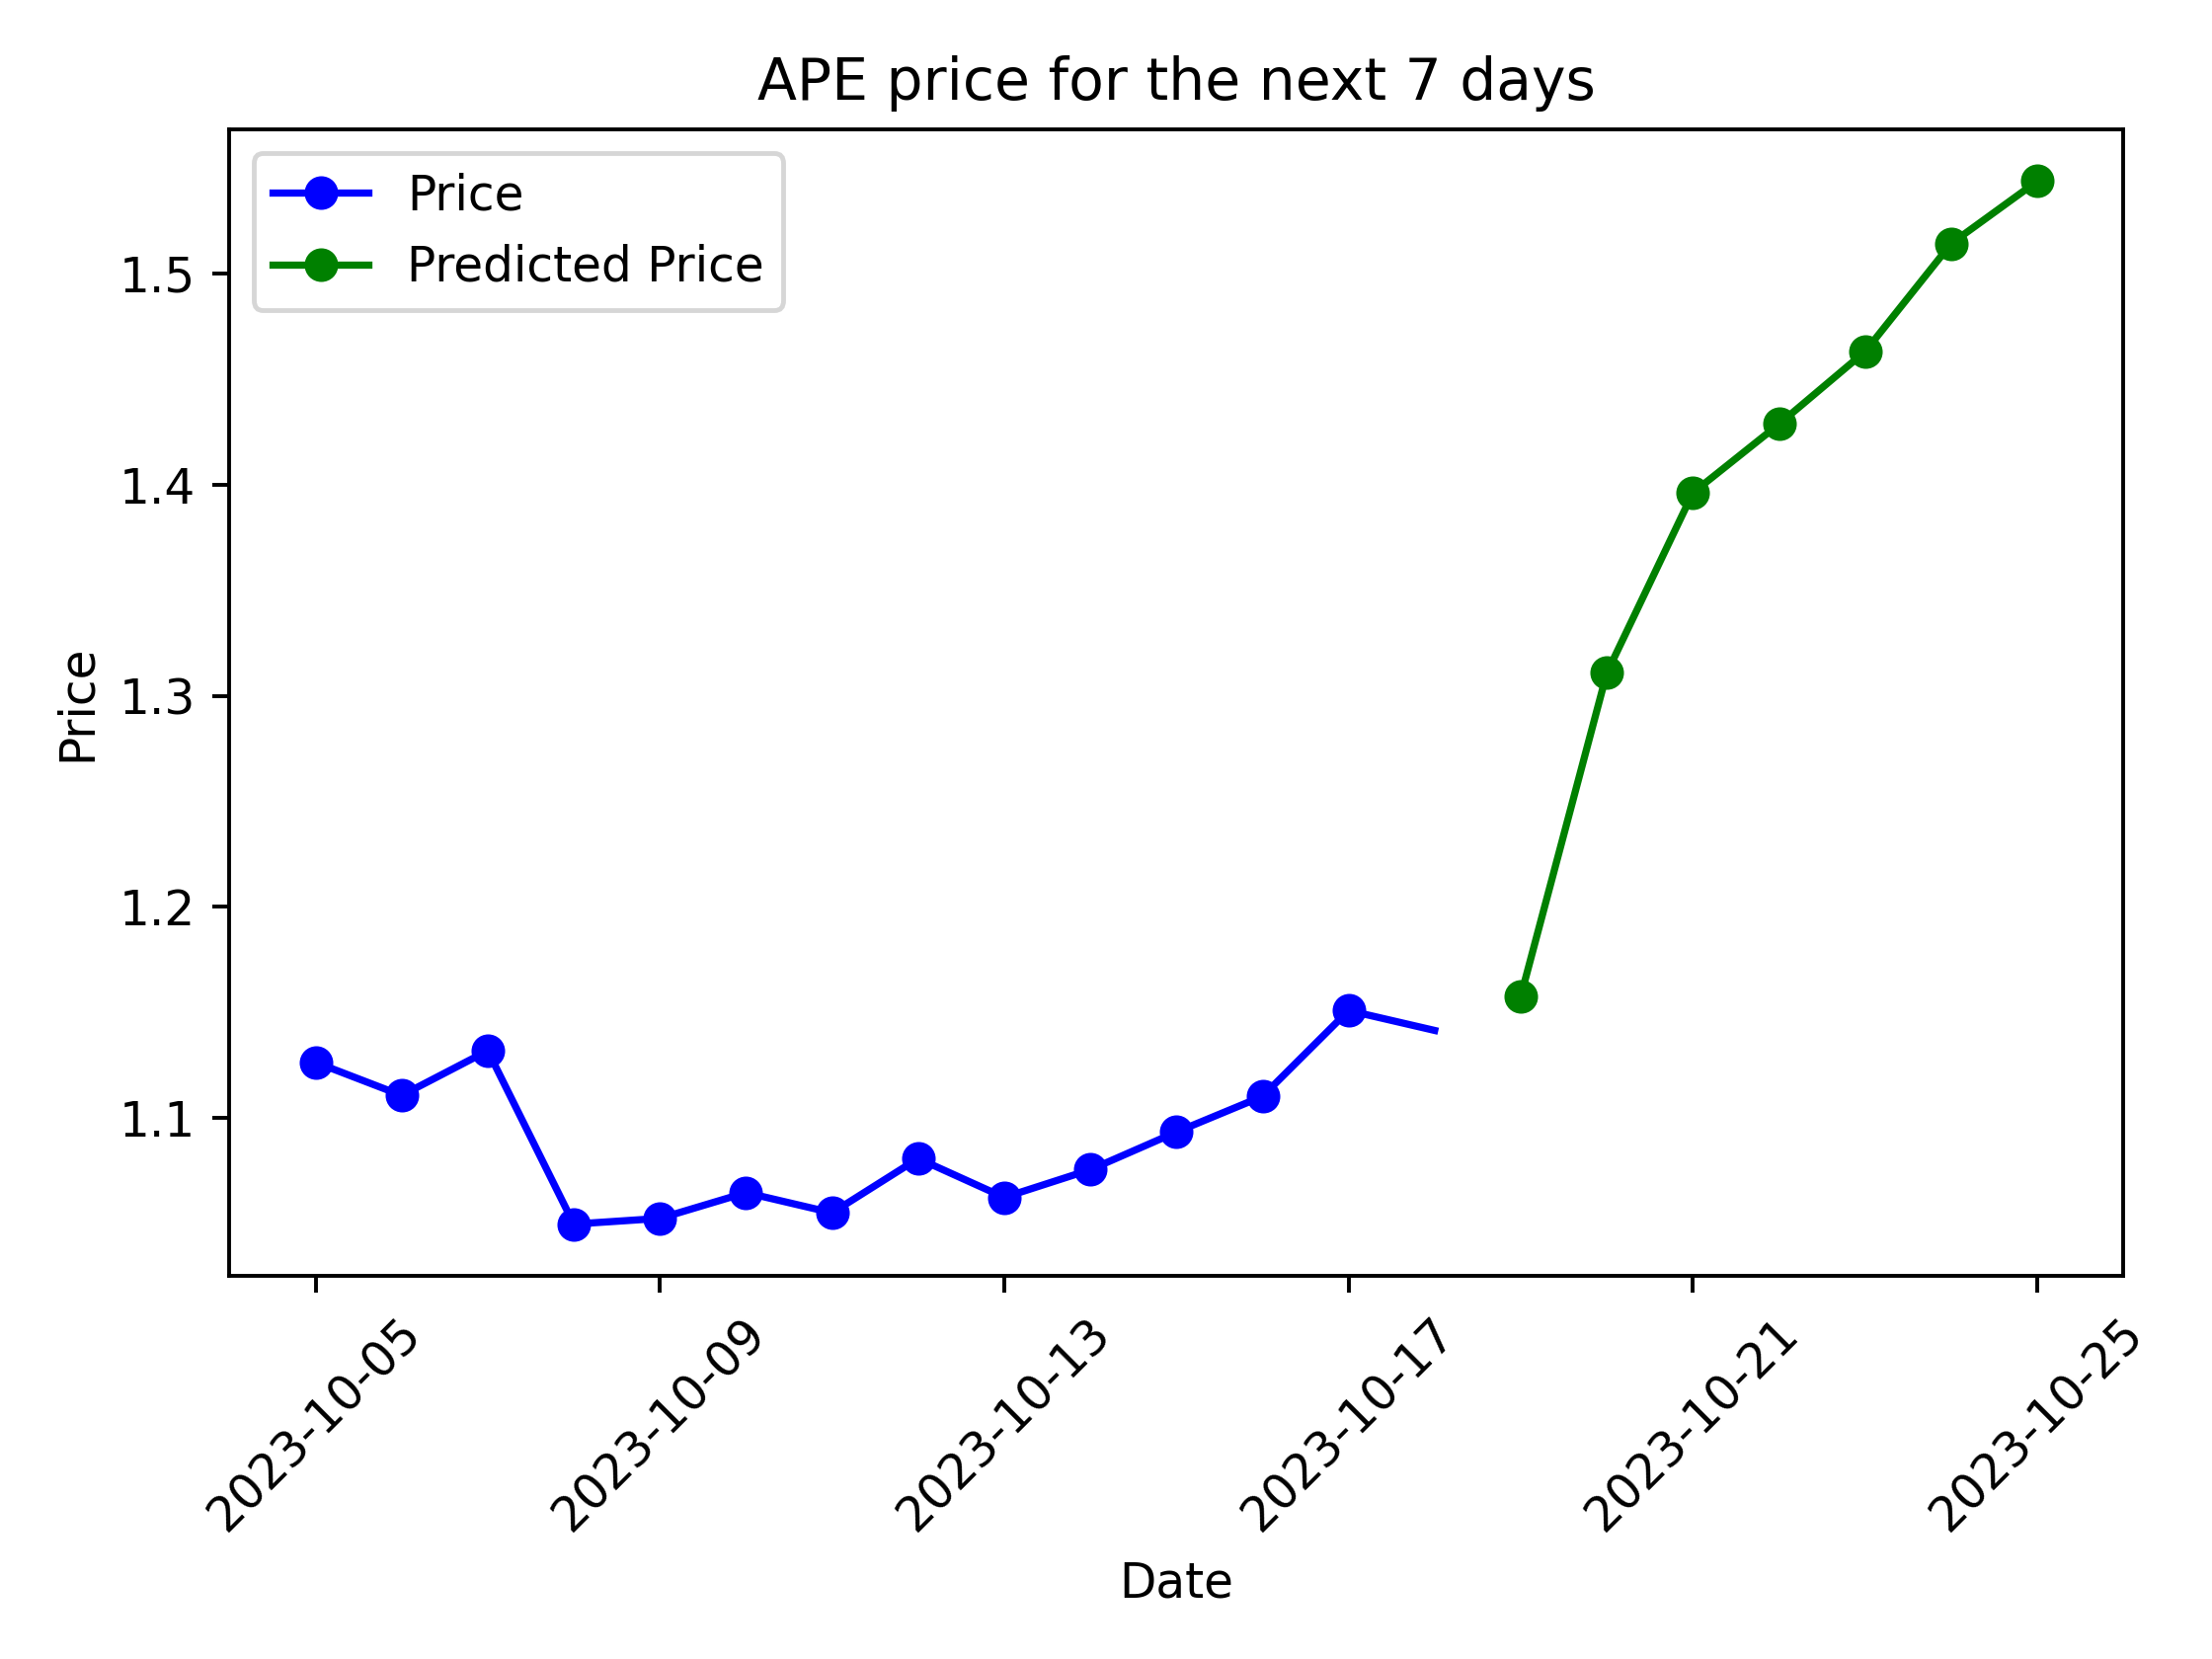 APE price for the next 7 days
Price
Predicted Price
1.5
1.4
1.3
1.2
1.1
Price
2023-10-05
2023-10-09
2023-10-13
2023-10-17
2023-10-21
2023-10-25
Date